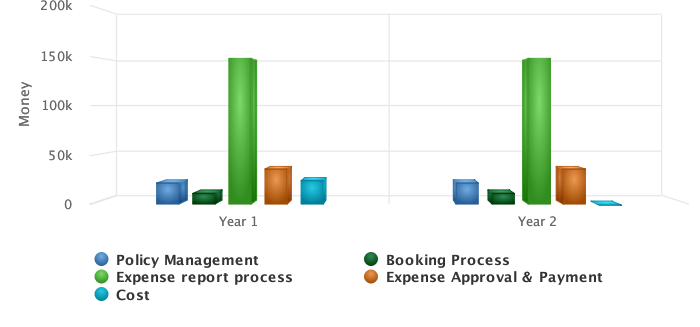 200k
150k
100k
50k
0
Money
Year 1
Year 2
Policy Management
Booking Process
Expense report process
Expense Approval & Payment
Cost